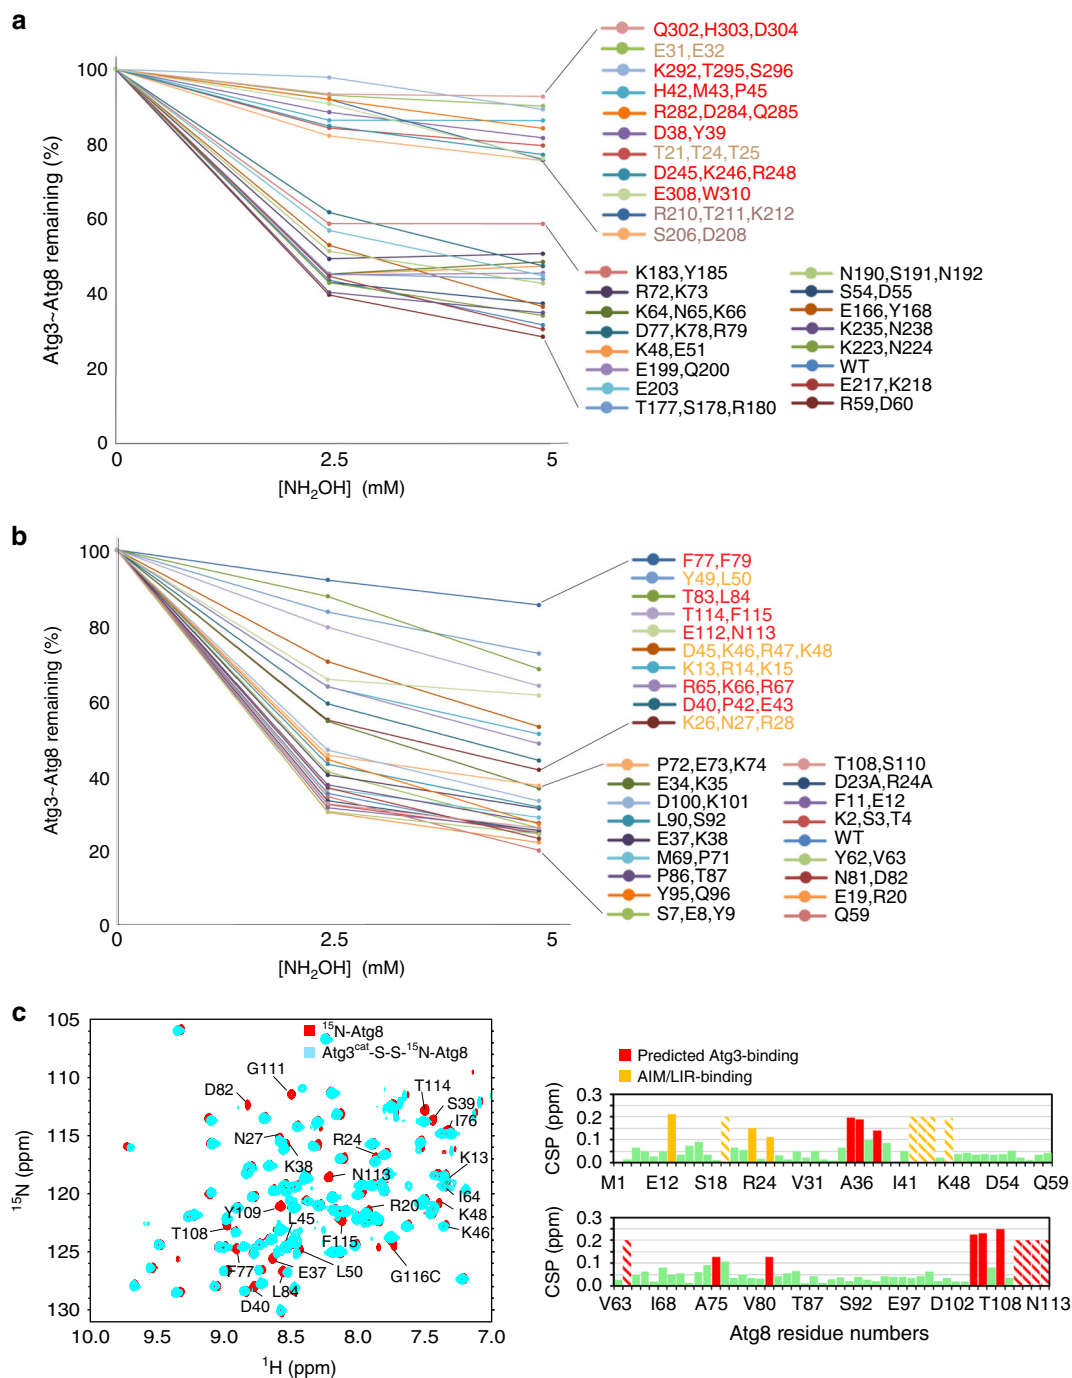 a
Atg3~Atg8 remaining (%)
100
80
60
40
20
0
0
2.5
5
[NH2OH] (mM)
Q302,H303,D304
E31,E32
K292,T295,S296
H42,M43,P45
R282,D284,Q285
D38,Y39
T21,T24,T25
D245,K246,R248
E308,W310
R210,T211,K212
S206,D208
K183,Y185
R72,K73
K64,N65,K66
D77,K78,R79
K48,E51
E199,Q200
E203
T177,S178,R180
N190,S191,N192
S54,D55
E166,Y168
K235,N238
K223,N224
WT
E217,K218
R59,D60
b
Atg3~Atg8 remaining (%)
100
80
60
40
20
0
0
2.5
5
[NH2OH] (mM)
F77,F79
Y49,L50
T83,L84
T114,F115
E112,N113
D45,K46,R47,K48
K13,R14,K15
R65,K66,R67
D40,P42,E43
K26,N27,R28
P72,E73,K74
E34,K35
D100,K101
L90,S92
E37,K38
M69,P71
P86,T87
Y95,Q96
S7,E8,Y9
T108,S110
D23A,R24A
F11,E12
K2,S3,T4
WT
Y62,V63
N81,D82
E19,R20
Q59
c
15N (ppm)
105
110
115
120
125
130
10.0
9.5
9.0
8.5
8.0
7.5
7.0
1H (ppm)
15N-Atg8
Atg3cat-S-S-15N-Atg8
G111
D82
T114
S39
I76
N27
R24
K38
K13
N113
I64
R20
K48
Y109
L45
T108
K46
F115
F77
E37
L50
G116C
L84
D40
Predicted Atg3-binding
AIM/LIR-binding
CSP (ppm)
0.3
0.2
0.1
0.0
M1
E12
S18
R24
V31
A36
I41
K48
D54
Q59
CSP (ppm)
0.3
0.2
0.1
0.0
V63
I68
A75
V80
T87
S92
E97
D102
T108
N113
Atg8 residue numbers